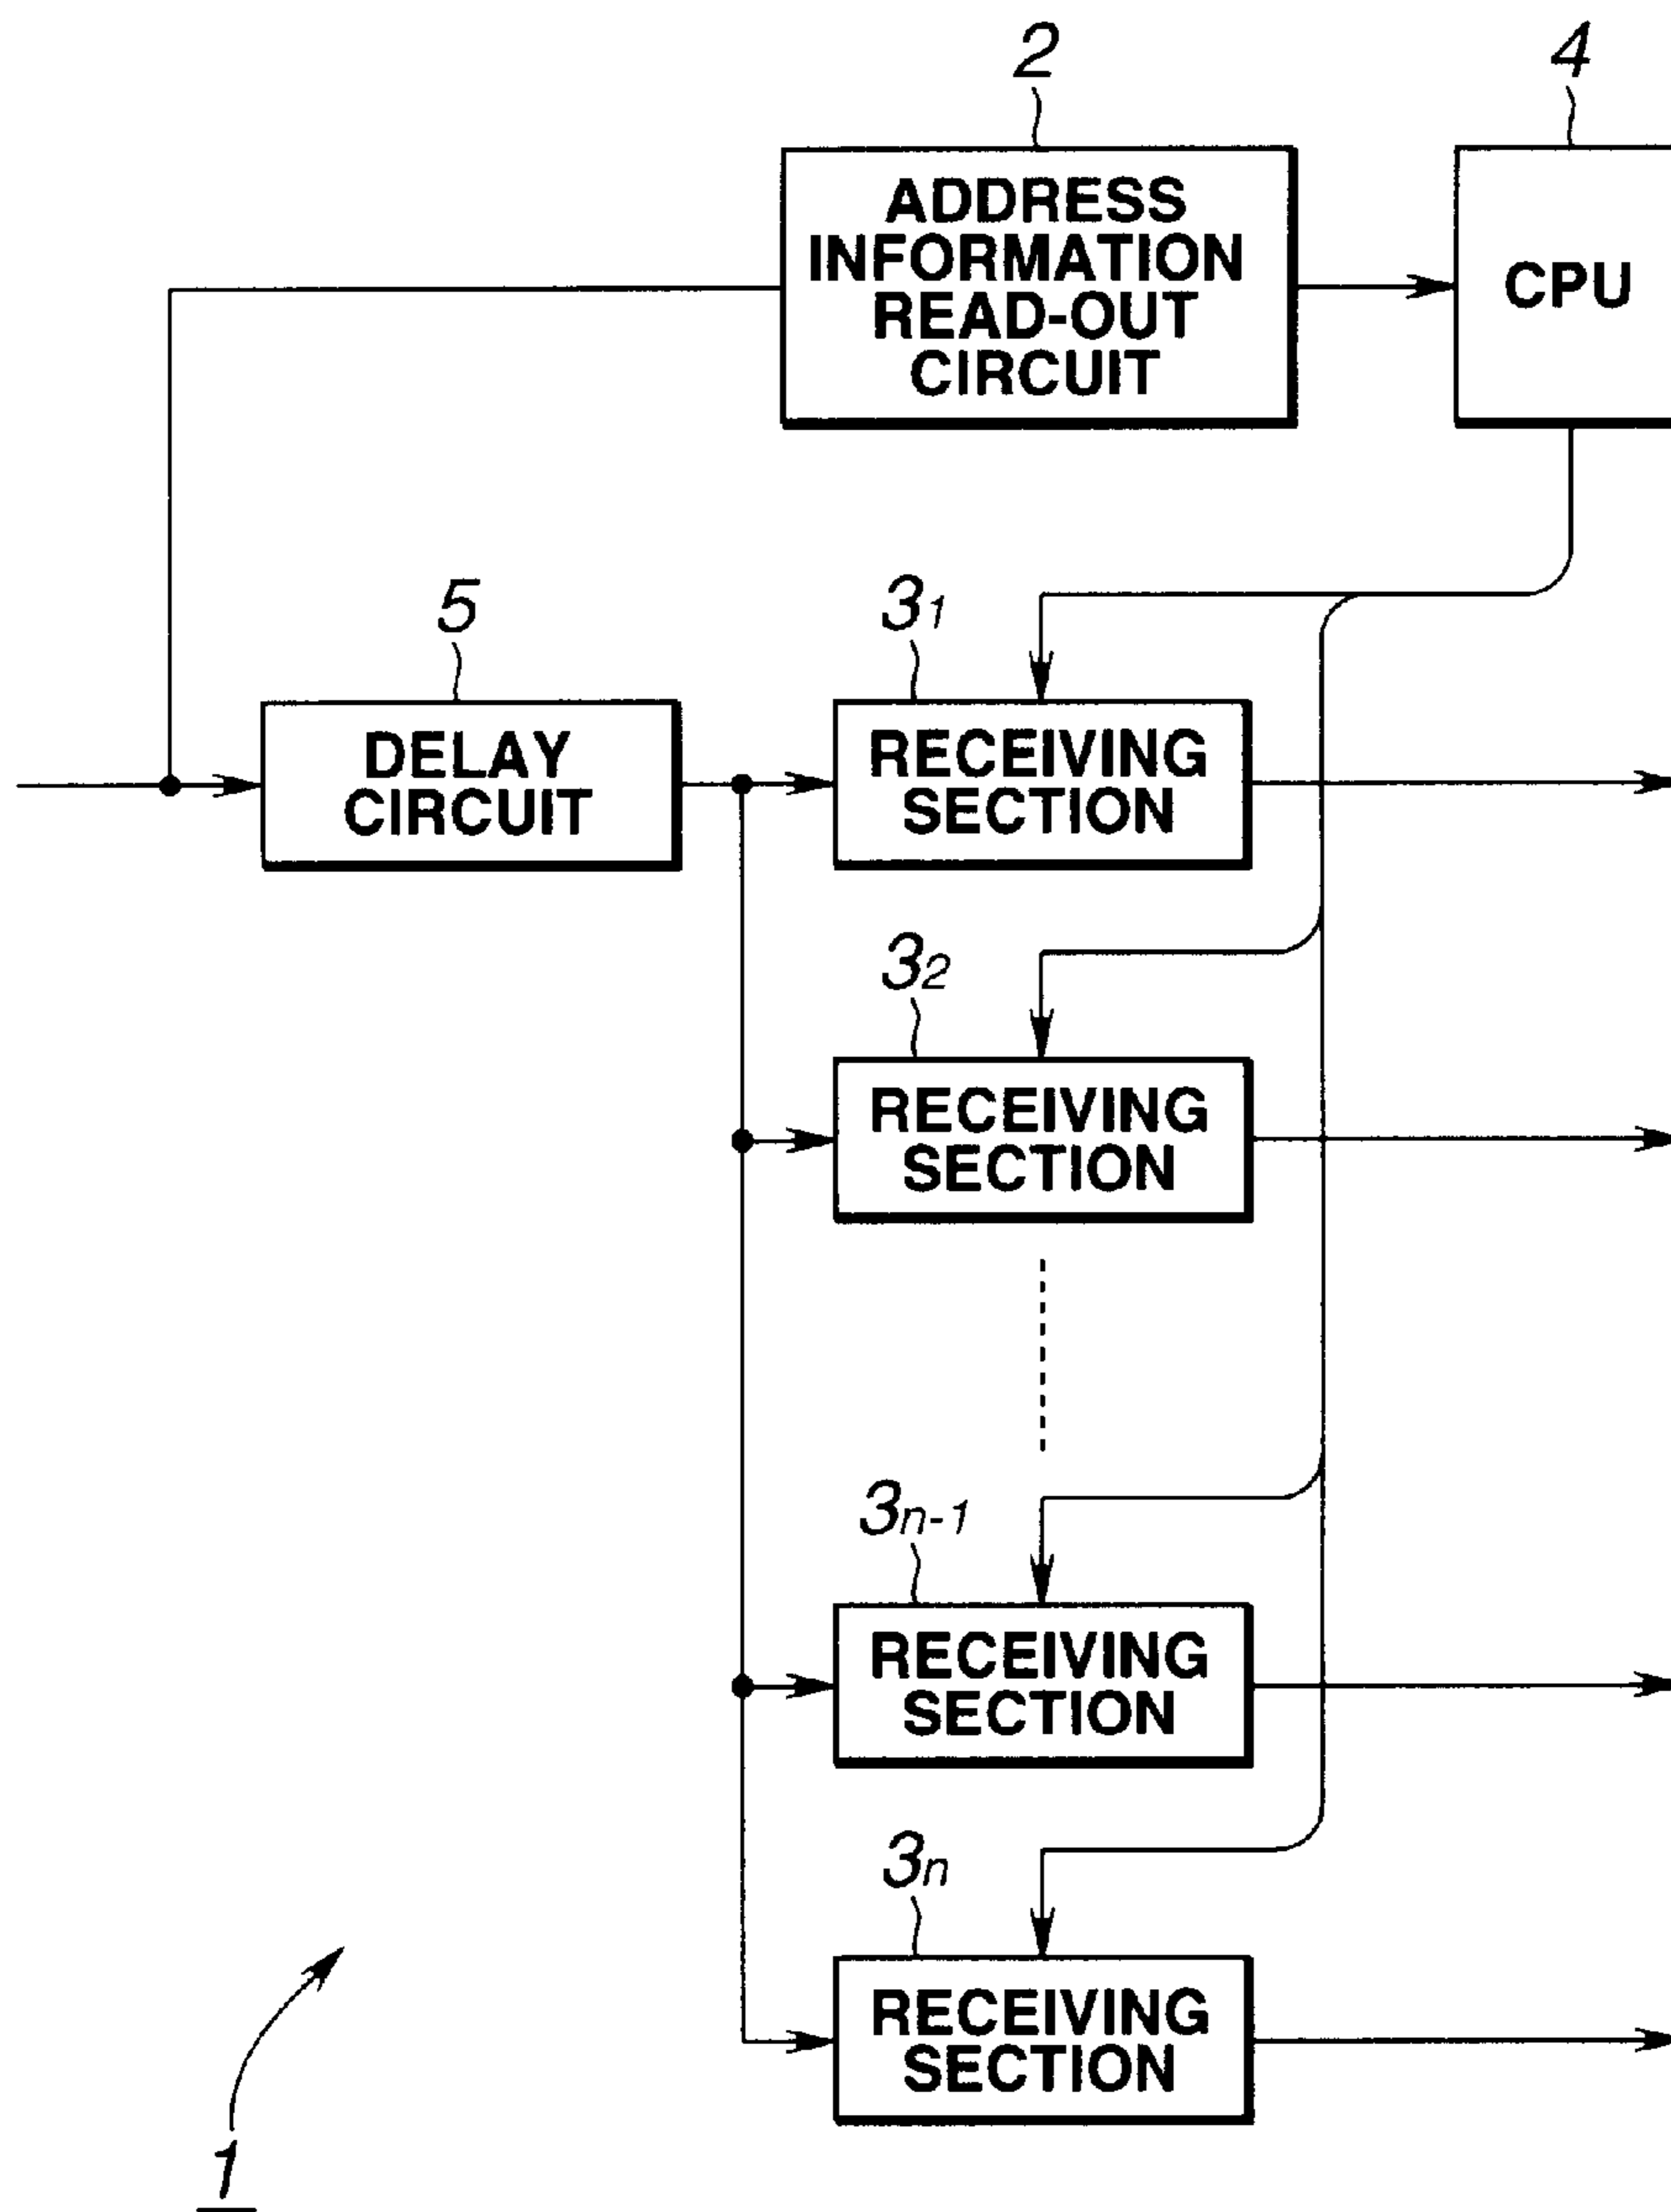 2
4
ADDRESS
INFORMATION
READ-OUT
CIRCUIT
CPU
5
3₁
DELAY
CIRCUIT
RECEIVING
SECTION
3₂
RECEIVING
SECTION
3ₙ₋₁
RECEIVING
SECTION
3ₙ
RECEIVING
SECTION
1